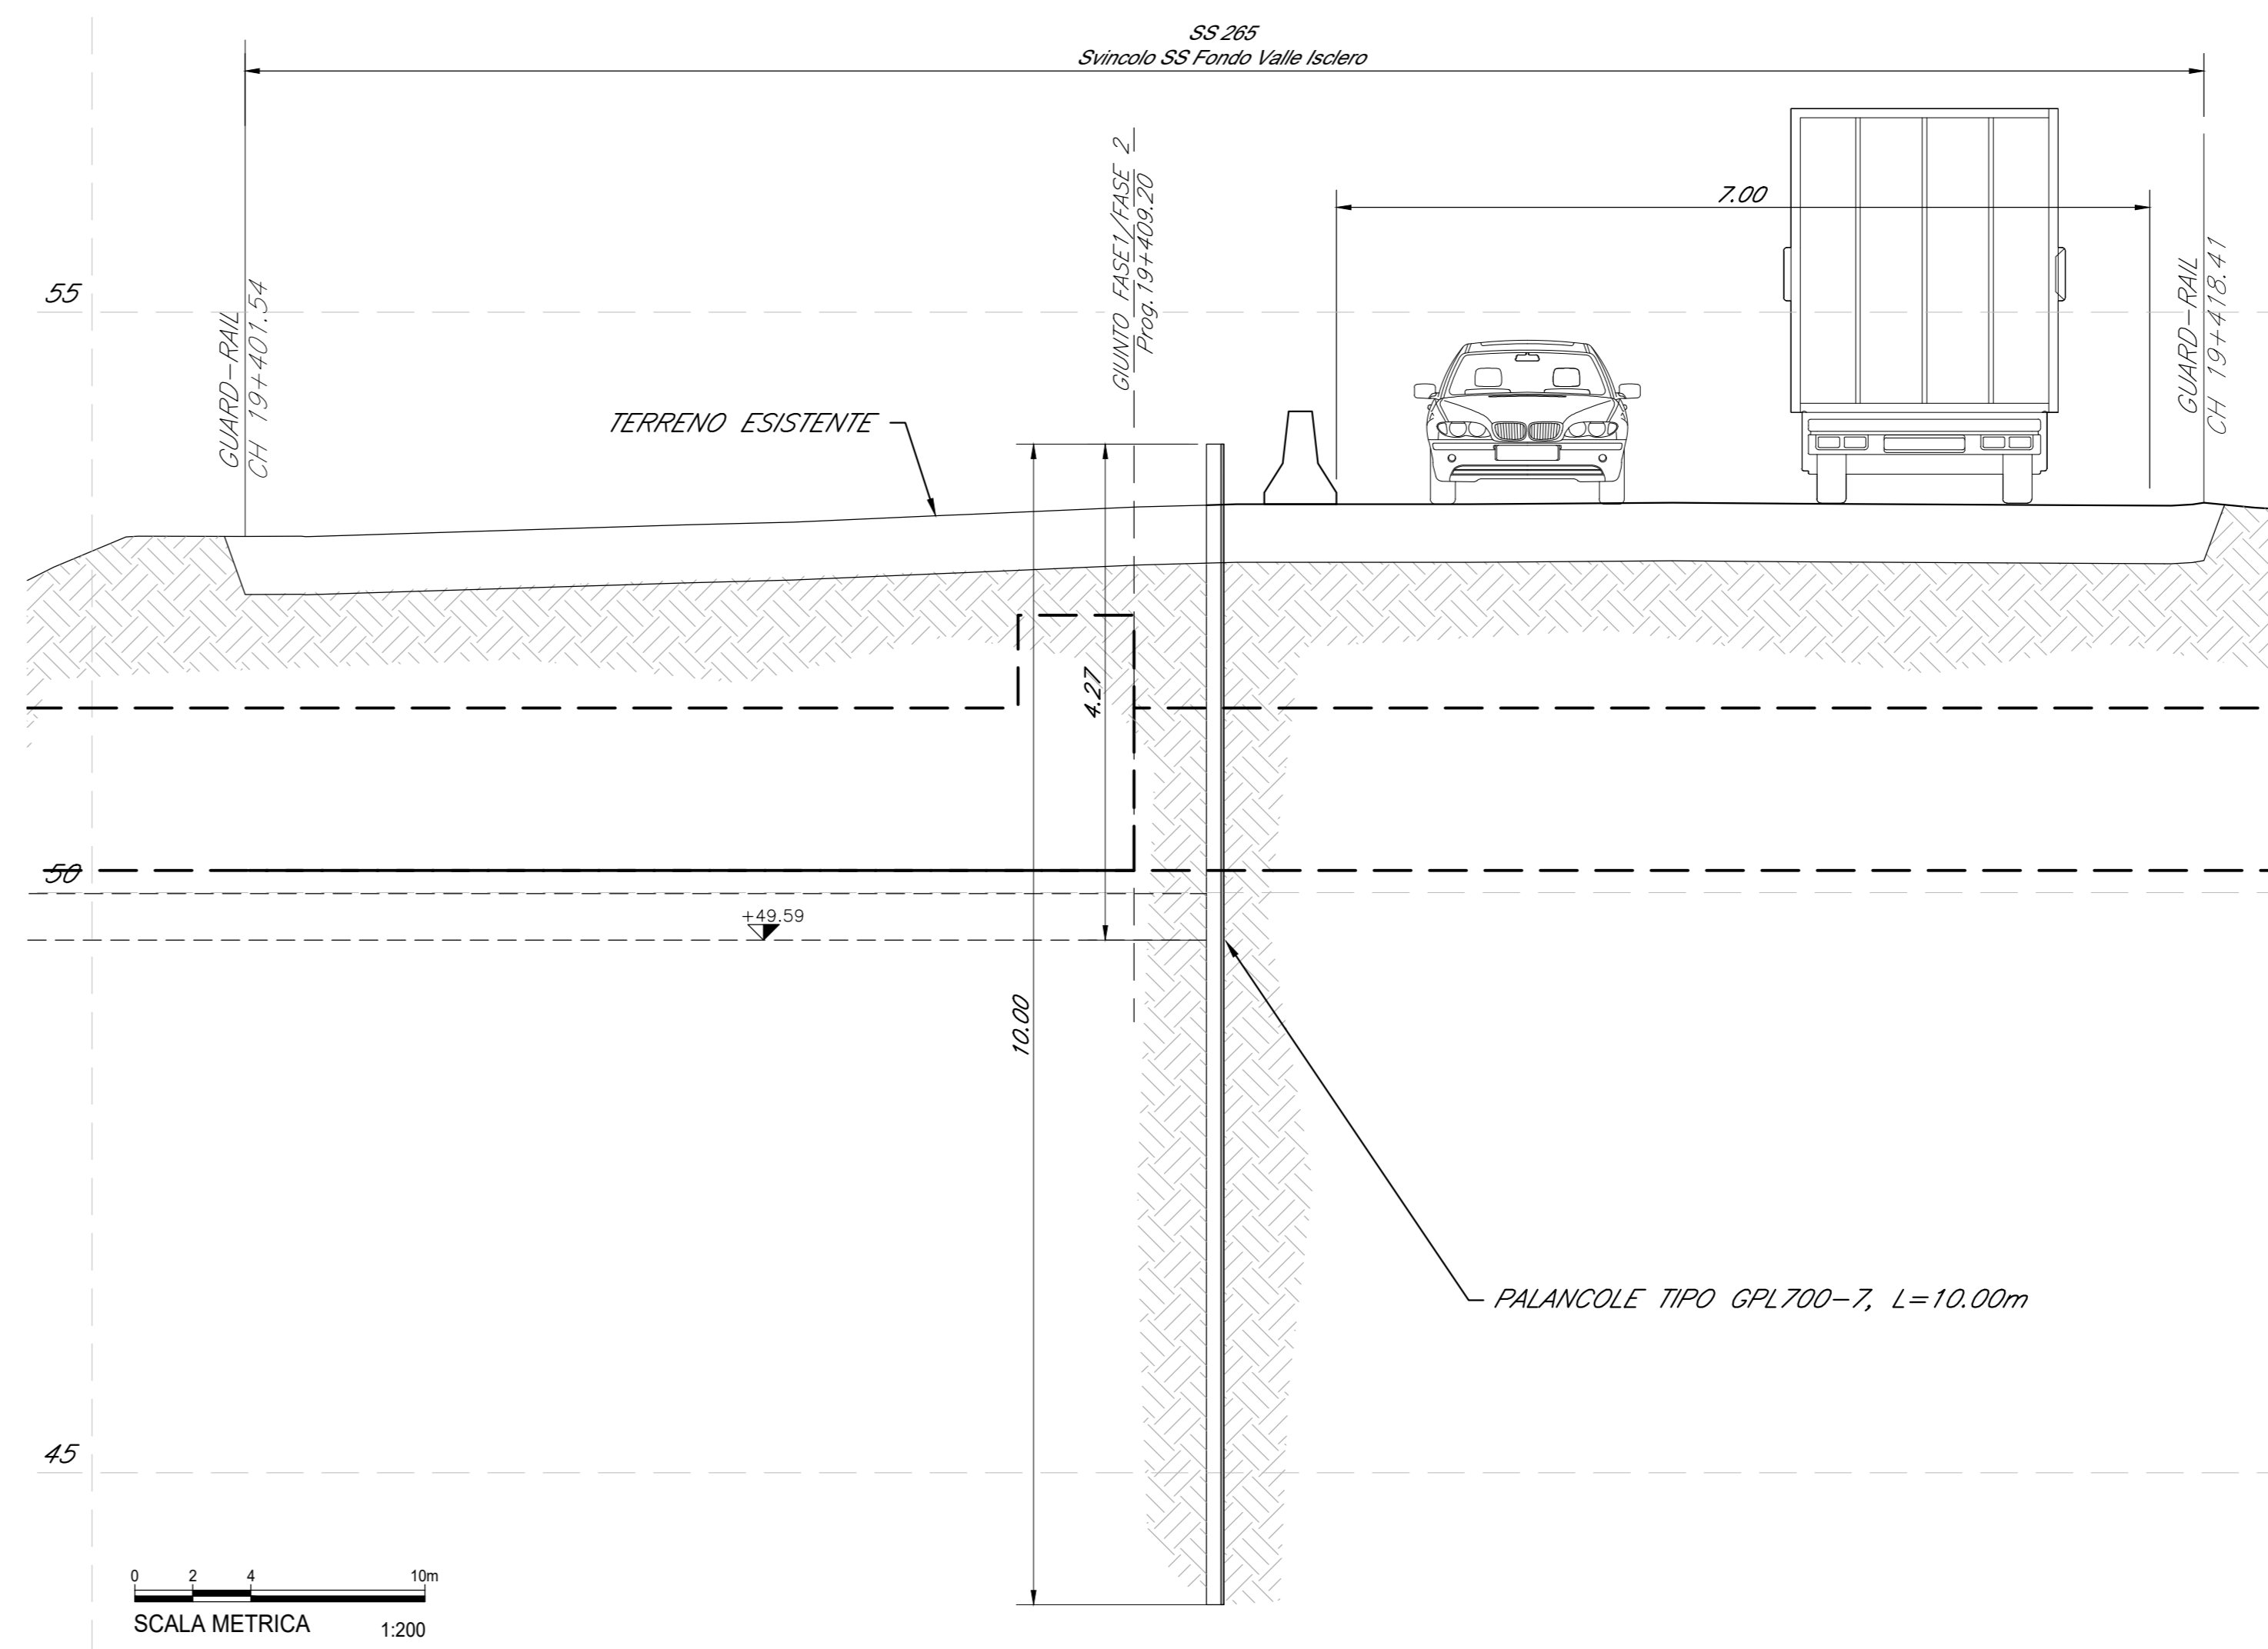 SS 265
Svincolo SS Fondo Valle Isclero
GIUNTO FASE1/FASE 2
Prog.19+409.20
7.00
55
GUARD-RAIL
CH 19+401.54
GUARD-RAIL
CH 19+418.41
TERRENO ESISTENTE
4.27
50
+49.59
10.00
PALANCOLE TIPO GPL700-7, L=10.00m
45
0 2 4 10m
SCALA METRICA 1:200